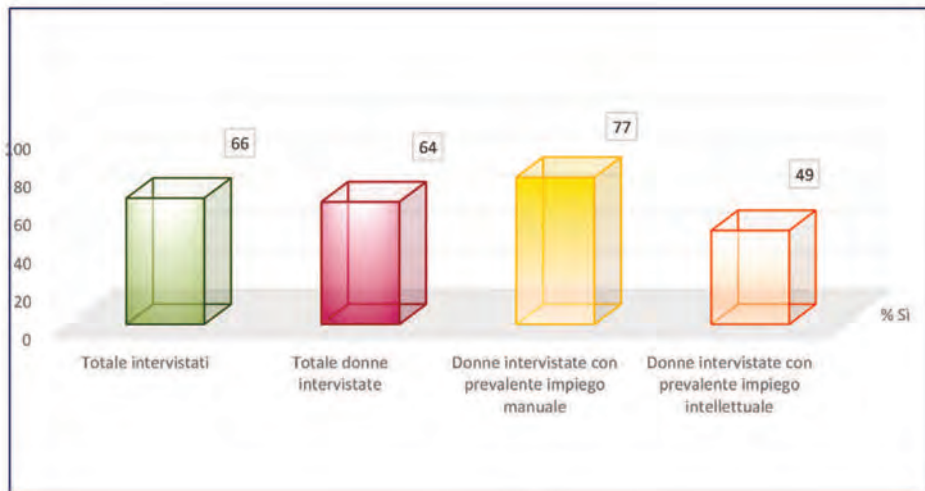 66
64
77
49
100
80
60
40
20
0
% Sì
Totale intervistati
Totale donne
intervistate
Donne intervistate con
prevalente impiego
manuale
Donne intervistate con
prevalente impiego
intellettuale